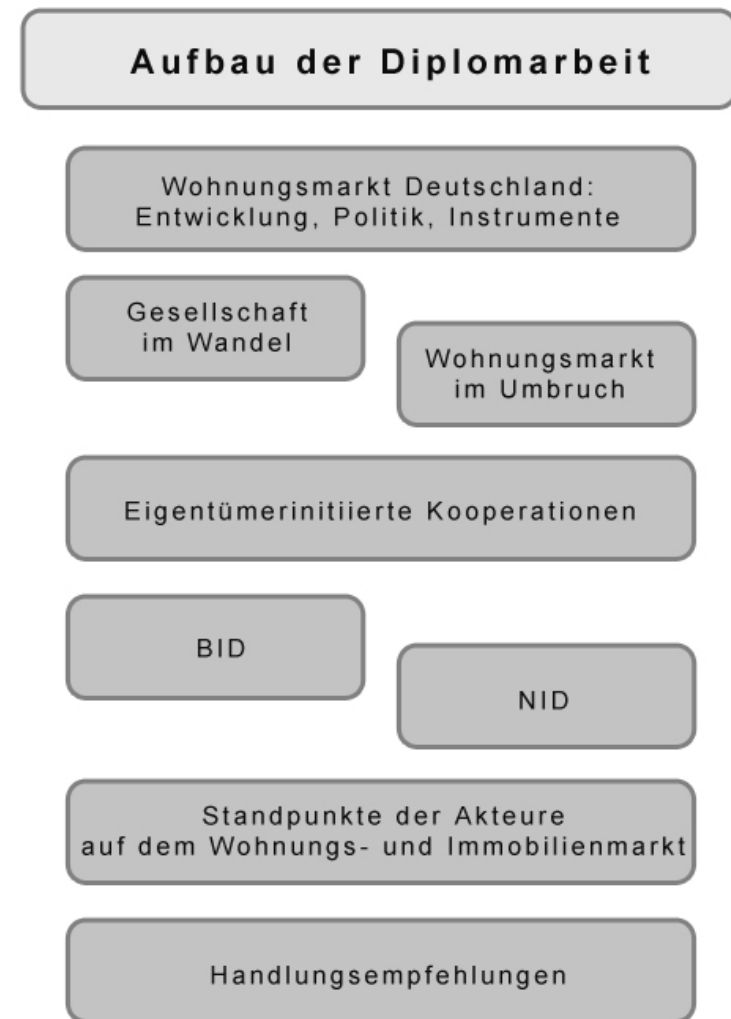 Aufbau der Diplomarbeit
Wohnungsmarkt Deutschland:
Entwicklung, Politik, Instrumente
Gesellschaft
im Wandel
Wohnungsmarkt
im Umbruch
Eigentümerinitiierte Kooperationen
BID
NID
Standpunkte der Akteure
auf dem Wohnungs- und Immobilienmarkt
Handlungsempfehlungen